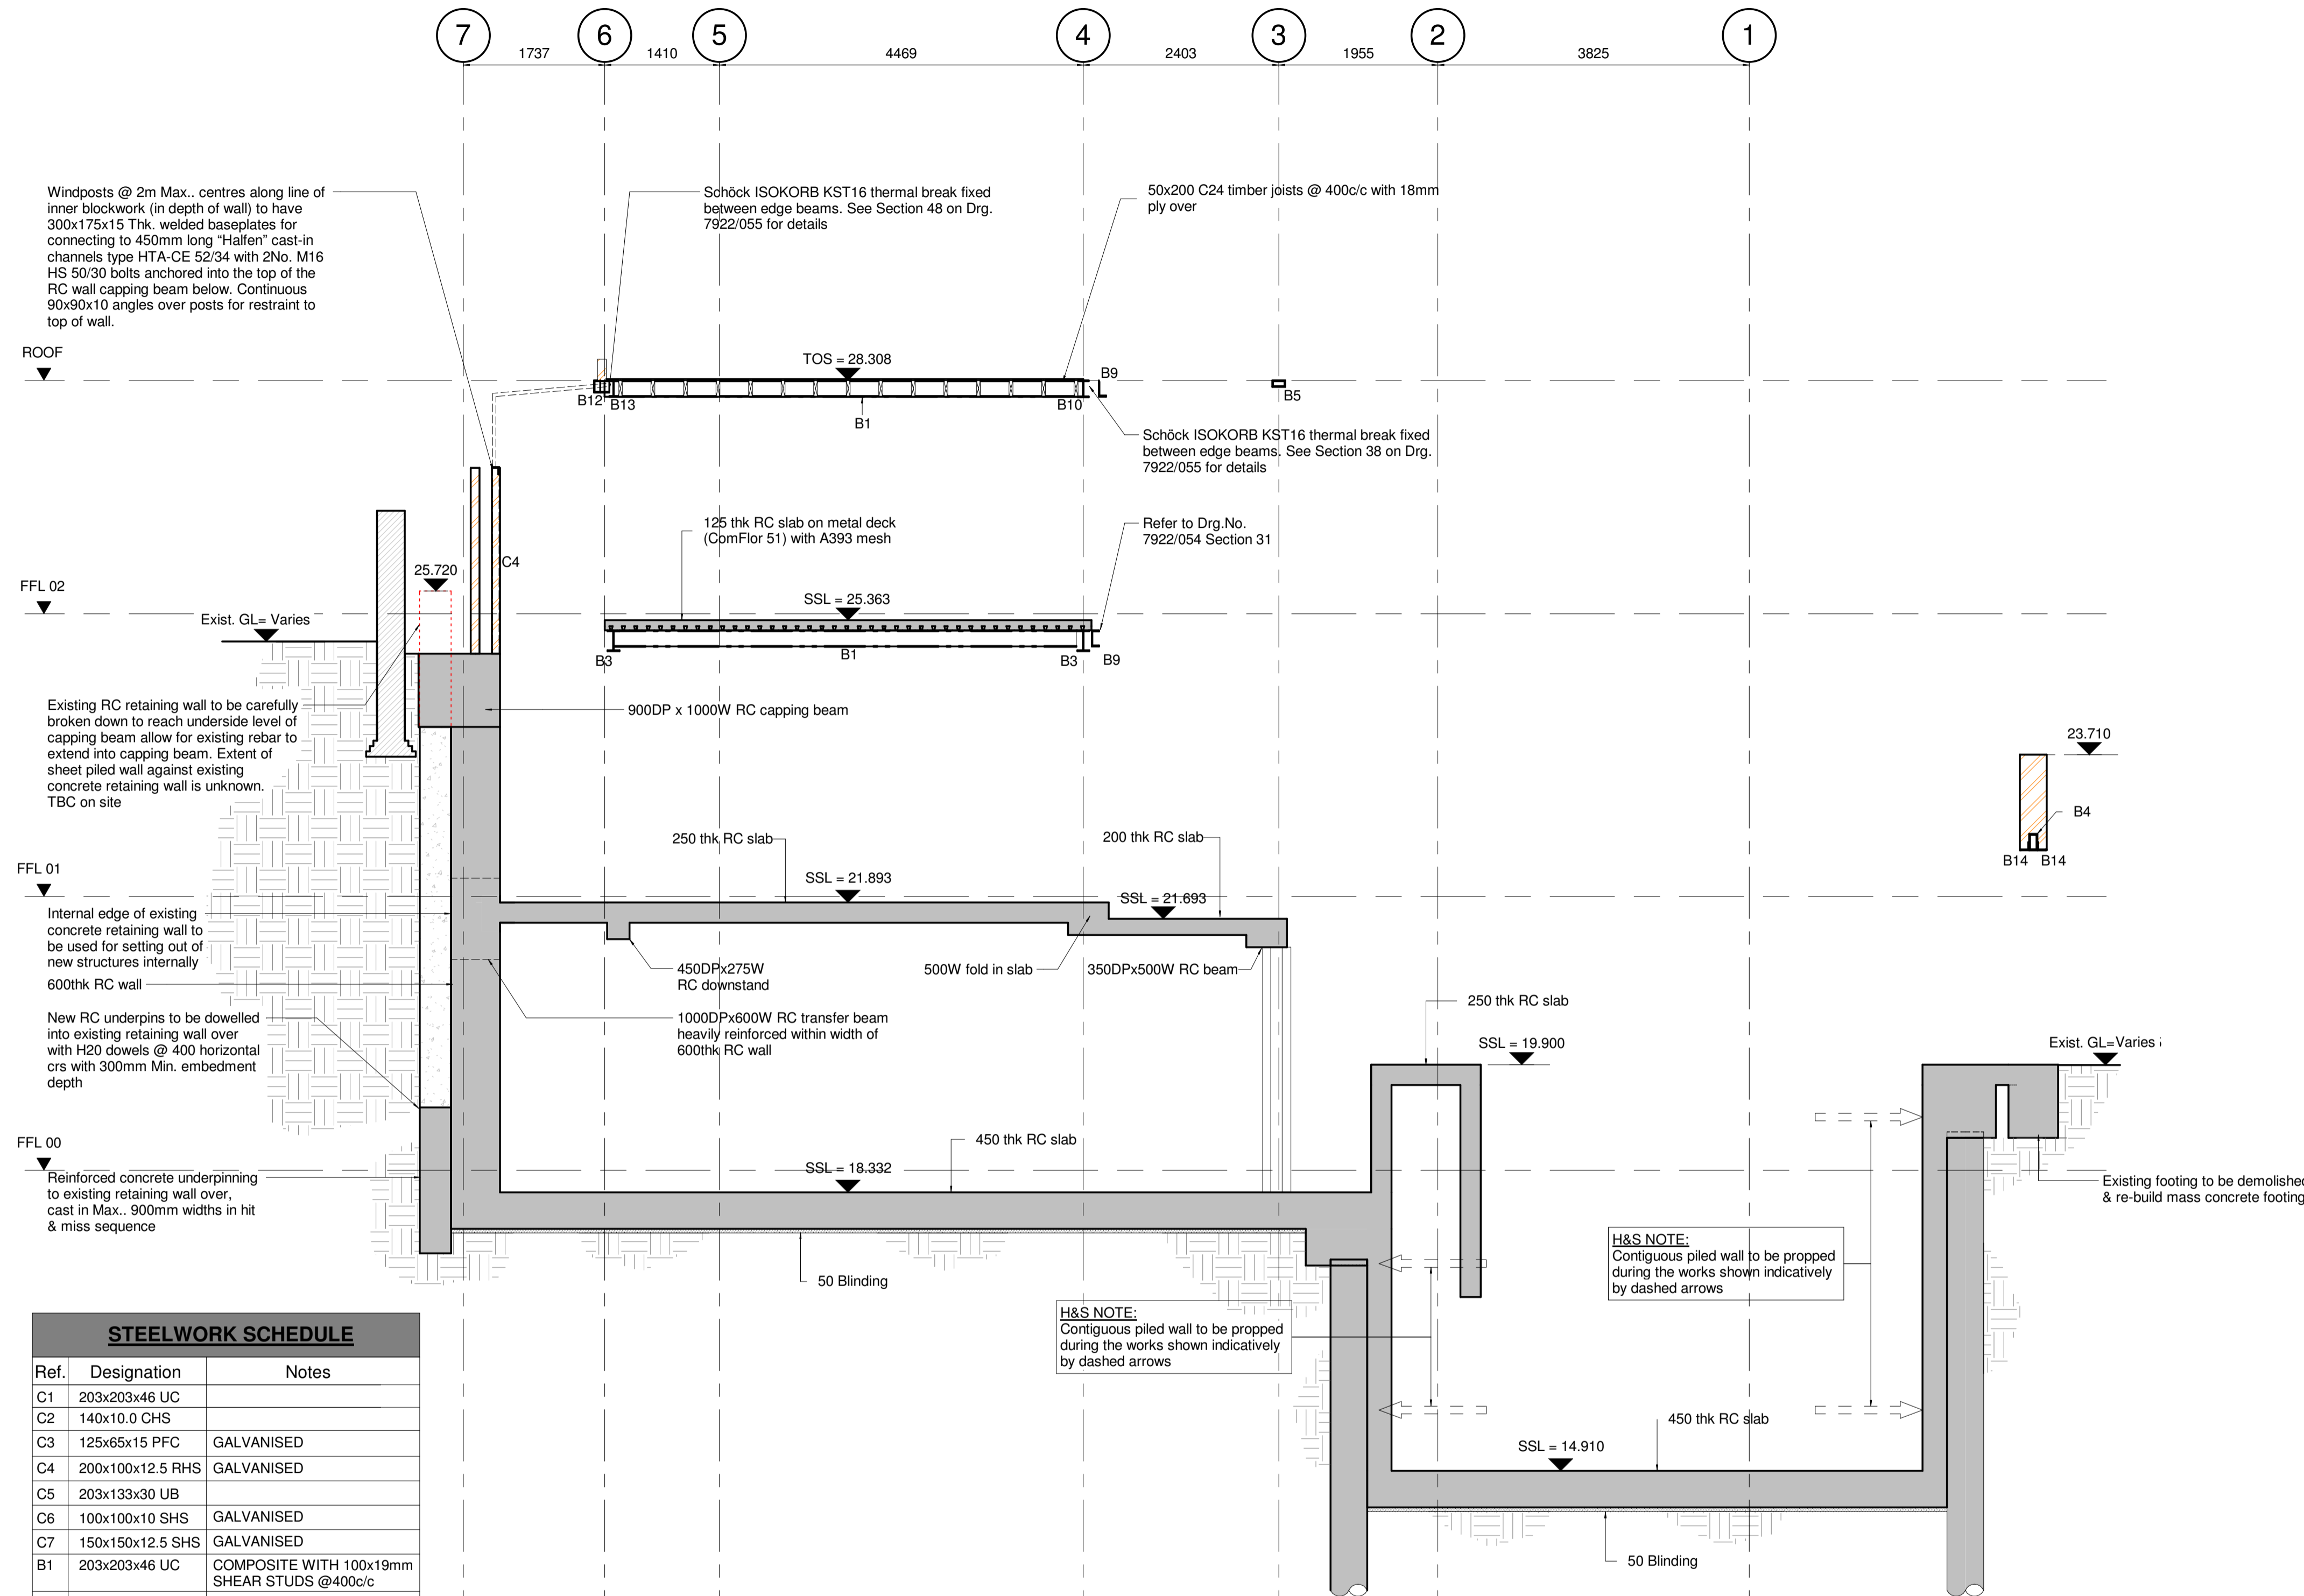 7
6
5
4
3
2
1
1737
1410
4469
2403
1955
3825
Windposts @ 2m Max.. centres along line of
inner blockwork (in depth of wall) to have
300x175x15 Thk. welded baseplates for
connecting to 450mm long “Halfen” cast-in
channels type HTA-CE 52/34 with 2No. M16
HS 50/30 bolts anchored into the top of the
RC wall capping beam below. Continuous
90x90x10 angles over posts for restraint to
top of wall.
Schöck ISOKORB KST16 thermal break fixed
between edge beams. See Section 48 on Drg.
7922/055 for details
50x200 C24 timber joists @ 400c/c with 18mm
ply over
ROOF
TOS = 28.308
B9
B12
B13
B10
B5
B1
Schöck ISOKORB KST16 thermal break fixed
between edge beams. See Section 38 on Drg.
7922/055 for details
125 thk RC slab on metal deck
(ComFlor 51) with A393 mesh
Refer to Drg.No.
7922/054 Section 31
C4
25.720
FFL 02
SSL = 25.363
Exist. GL= Varies
B3
B1
B3
B9
Existing RC retaining wall to be carefully
broken down to reach underside level of
capping beam allow for existing rebar to
extend into capping beam. Extent of
sheet piled wall against existing
concrete retaining wall is unknown.
TBC on site
900DP x 1000W RC capping beam
23.710
B4
B14
B14
250 thk RC slab
200 thk RC slab
FFL 01
SSL = 21.893
SSL = 21.693
Internal edge of existing
concrete retaining wall to
be used for setting out of
new structures internally
600thk RC wall
450DPx275W
RC downstand
500W fold in slab
350DPx500W RC beam
New RC underpins to be dowelled
into existing retaining wall over
with H20 dowels @ 400 horizontal
crs with 300mm Min. embedment
depth
1000DPx600W RC transfer beam
heavily reinforced within width of
600thk RC wall
250 thk RC slab
SSL = 19.900
Exist. GL=Varies
FFL 00
450 thk RC slab
SSL = 18.332
Reinforced concrete underpinning
to existing retaining wall over,
cast in Max.. 900mm widths in hit
& miss sequence
Existing footing to be demolished
& re-build mass concrete footing
50 Blinding
H&S NOTE:
Contiguous piled wall to be propped
during the works shown indicatively
by dashed arrows
H&S NOTE:
Contiguous piled wall to be propped
during the works shown indicatively
by dashed arrows
450 thk RC slab
SSL = 14.910
50 Blinding
STEELWORK SCHEDULE
Ref. Designation Notes
C1 203x203x46 UC
C2 140x10.0 CHS
C3 125x65x15 PFC GALVANISED
C4 200x100x12.5 RHS GALVANISED
C5 203x133x30 UB
C6 100x100x10 SHS GALVANISED
C7 150x150x12.5 SHS GALVANISED
B1 203x203x46 UC COMPOSITE WITH 100x19mm
SHEAR STUDS @400c/c